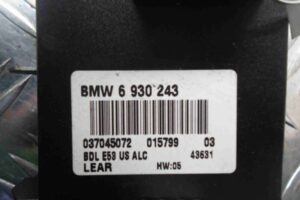 BMW 6 930 243
037045072 015799 03
BDL E53 US ALC 43631
LEAR HW:05